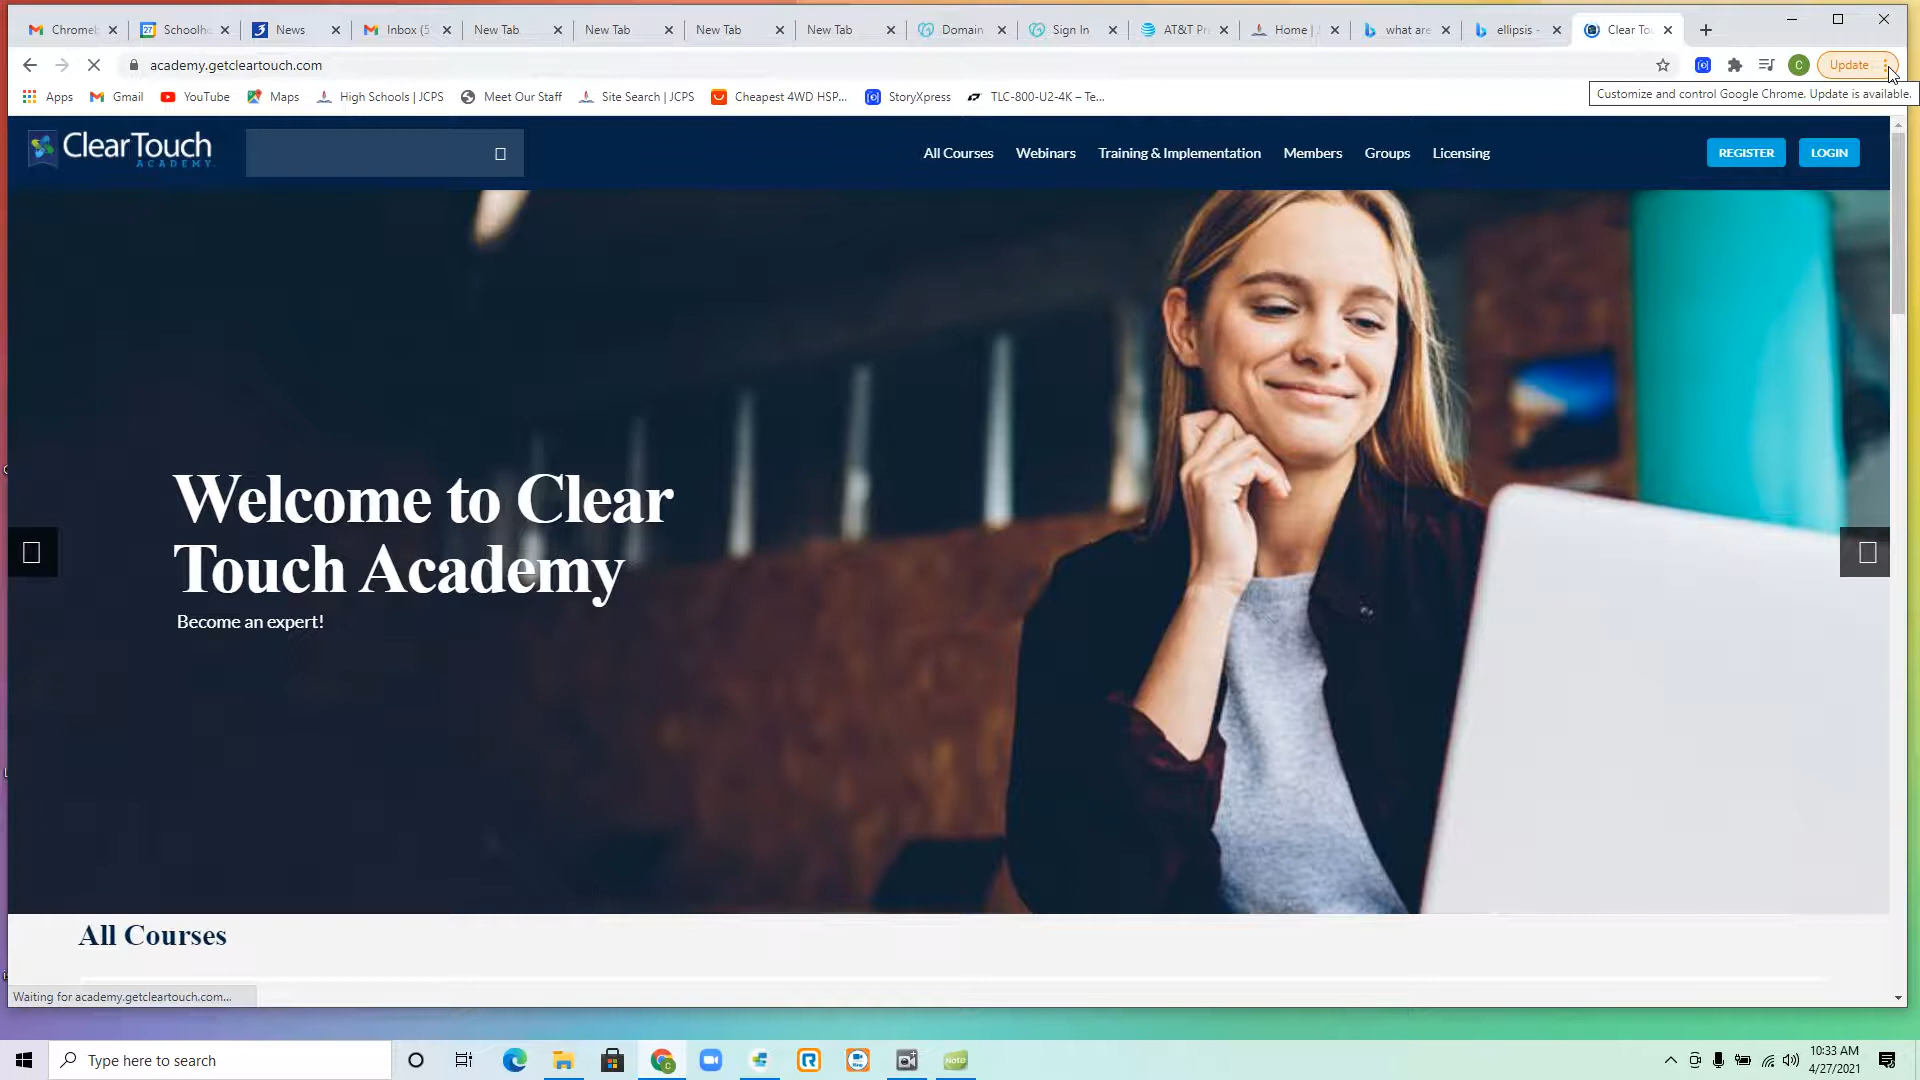 Chromeb
Schoolho
News
Inbox (5
New Tab
New Tab
New Tab
New Tab
Domain
Sign In
AT&T Pr
Home | J
what are
ellipsis -
Clear To
academy.getcleartouch.com
Update
Apps
Gmail
YouTube
Maps
High Schools | JCPS
Meet Our Staff
Site Search | JCPS
Cheapest 4WD HSP...
StoryXpress
TLC-800-U2-4K – Te...
Customize and control Google Chrome. Update is available.
ClearTouch
ACADEMY
All Courses
Webinars
Training & Implementation
Members
Groups
Licensing
REGISTER
LOGIN
Welcome to Clear
Touch Academy
Become an expert!
All Courses
Waiting for academy.getcleartouch.com...
Type here to search
Note
10:33 AM
4/27/2021